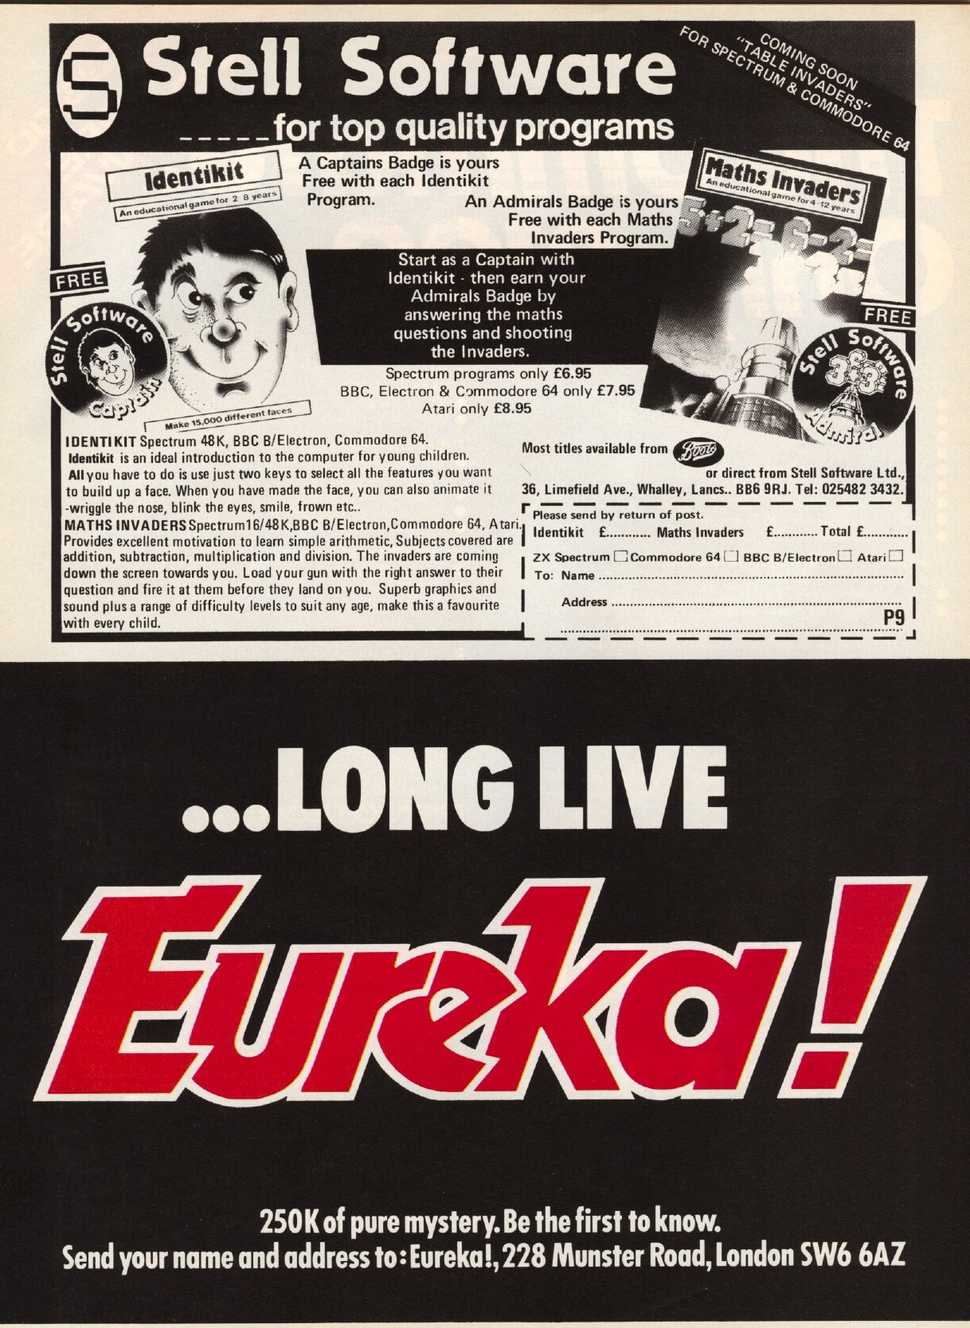 S Stell Software
_____for top quality programs
COMING SOON
"TABLE INVADERS"
FOR SPECTRUM & COMMODORE 64
Identikit
An educational game for 2-8 years
A Captains Badge is yours
Free with each Identikit
Program.
An Admirals Badge is yours
Free with each Maths
Invaders Program.
Maths Invaders
An educational game for 4-12 years
5+2= 6-2=
Start as a Captain with
Identikit - then earn your
Admirals Badge by
answering the maths
questions and shooting
the Invaders.
FREE
Stell Software
Captain
FREE
Stell Software
Admiral
Make 15,000 different faces
Spectrum programs only £6.95
BBC, Electron & Commodore 64 only £7.95
Atari only £8.95
IDENTIKIT Spectrum 48K, BBC B/Electron, Commodore 64.
Identikit is an ideal introduction to the computer for young children.
All you have to do is use just two keys to select all the features you want
to build up a face. When you have made the face, you can also animate it
-wriggle the nose, blink the eyes, smile, frown etc..
MATHS INVADERS Spectrum16/48K,BBC B/Electron,Commodore 64, Atari.
Provides excellent motivation to learn simple arithmetic, Subjects covered are
addition, subtraction, multiplication and division. The invaders are coming
down the screen towards you. Load your gun with the right answer to their
question and fire it at them before they land on you. Superb graphics and
sound plus a range of difficulty levels to suit any age, make this a favourite
with every child.
Most titles available from Boots
or direct from Stell Software Ltd.,
36, Limefield Ave., Whalley, Lancs.. BB6 9RJ. Tel: 025482 3432.
Please send by return of post.
Identikit £........... Maths Invaders £........... Total £...........
ZX Spectrum Commodore 64 BBC B/Electron Atari
To: Name ..........................................................
Address ..........................................................
P9
...LONG LIVE
Eureka!
250K of pure mystery. Be the first to know.
Send your name and address to: Eureka!, 228 Munster Road, London SW6 6AZ